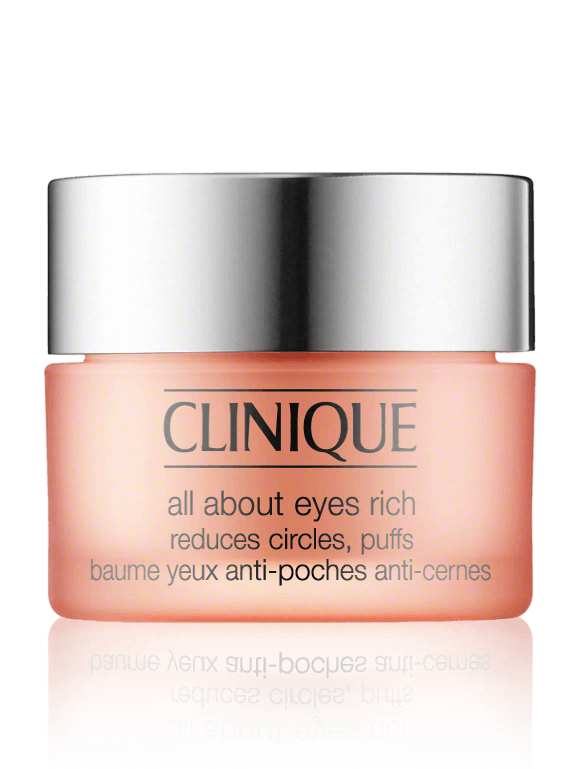 CLINIQUE
all about eyes rich
reduces circles, puffs
baume yeux anti-poches anti-cernes